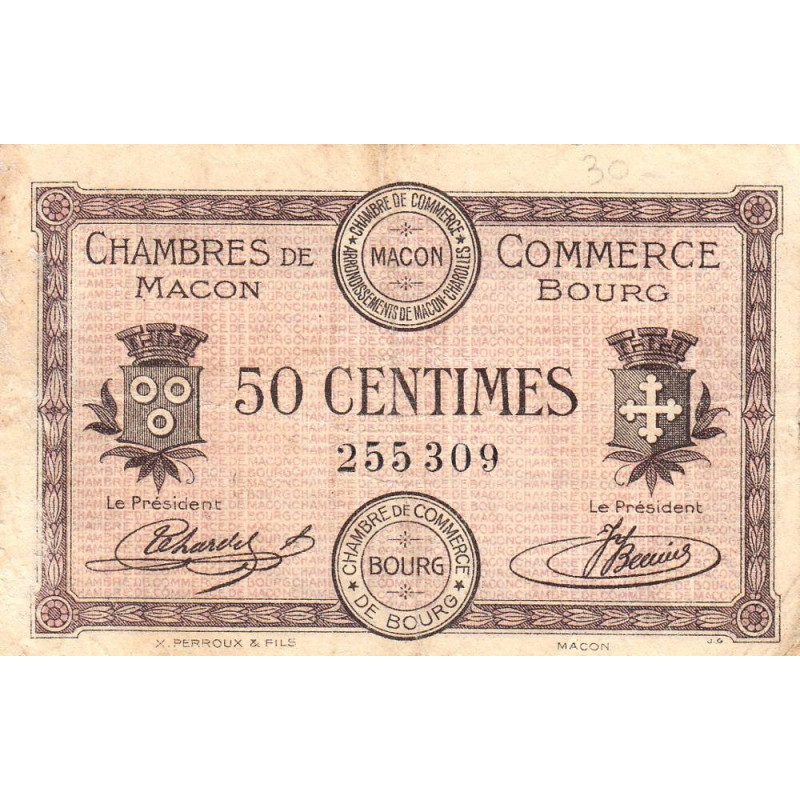 30-
CHAMBRES DE
MACON
COMMERCE
BOURG
CHAMBRE DE COMMERCE
MACON
ARRONDISSEMENTS DE MACON-CHAROLLES
50 CENTIMES
255 309
Le Président
Le Président
CHAMBRE DE COMMERCE
BOURG
DE BOURG
X. PERROUX & FILS
MACON
J.G